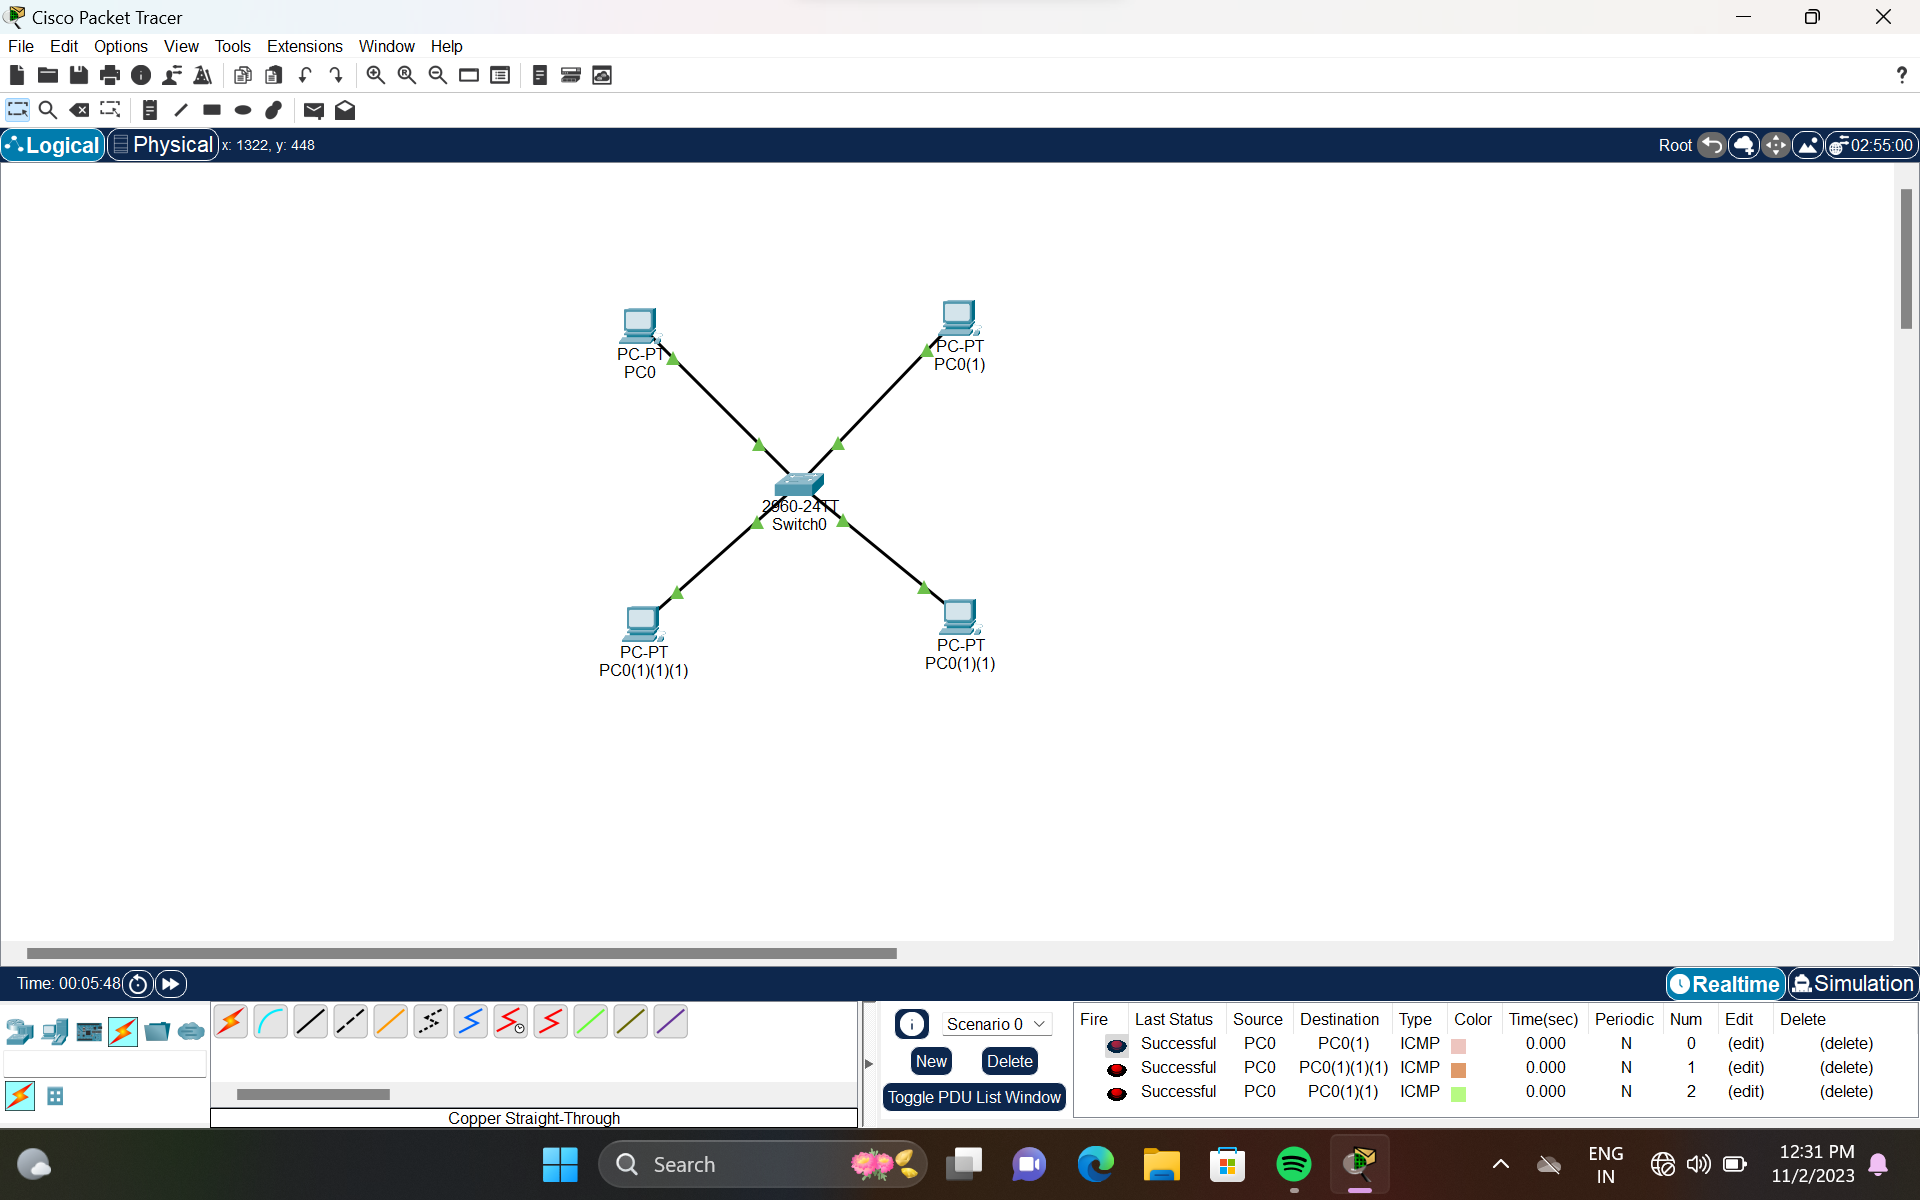 Cisco Packet Tracer
File Edit Options View Tools Extensions Window Help
?
Logical Physical x: 1322, y: 448 Root 02:55:00
PC-PT
PC0
PC-PT
PC0(1)
2960-24TT
Switch0
PC-PT
PC0(1)(1)(1)
PC-PT
PC0(1)(1)
Time: 00:05:48 Realtime Simulation
Copper Straight-Through
Scenario 0
New Delete
Toggle PDU List Window
Fire Last Status Source Destination Type Color Time(sec) Periodic Num Edit Delete
Successful PC0 PC0(1) ICMP 0.000 N 0 (edit) (delete)
Successful PC0 PC0(1)(1)(1) ICMP 0.000 N 1 (edit) (delete)
Successful PC0 PC0(1)(1) ICMP 0.000 N 2 (edit) (delete)
Search
ENG
IN
12:31 PM
11/2/2023